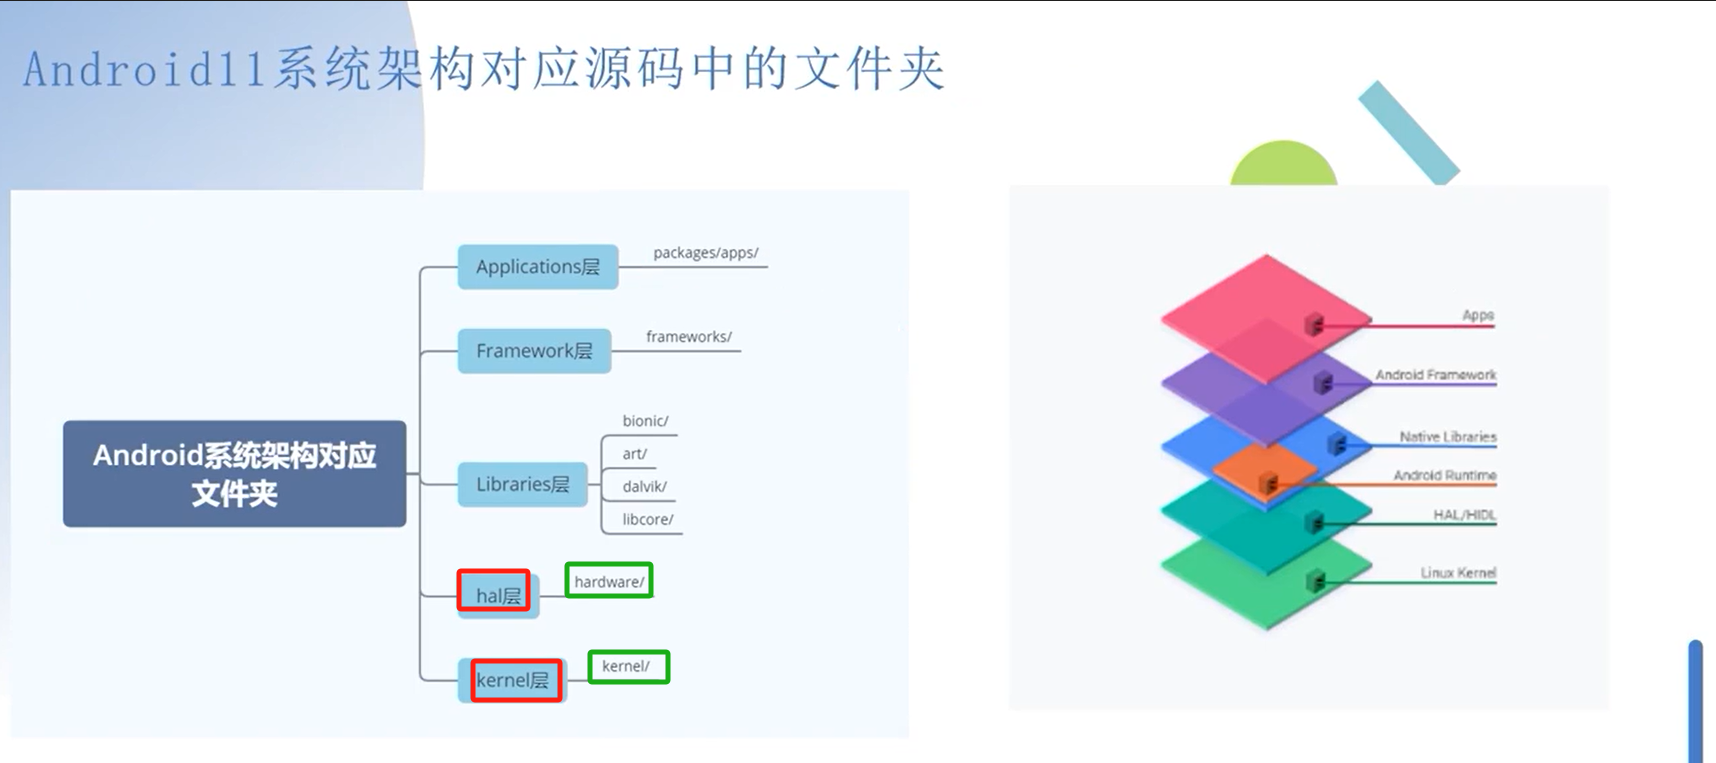 Android11系统架构对应源码中的文件夹
Android系统架构对应
文件夹
Applications层
packages/apps/
Framework层
frameworks/
Libraries层
bionic/
art/
dalvik/
libcore/
hal层
hardware/
kernel层
kernel/
Apps
Android Framework
Native Libraries
Android Runtime
HAL/HIDL
Linux Kernel